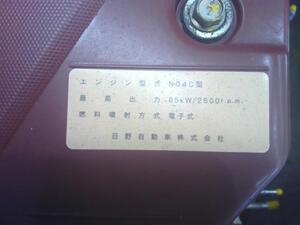 エンジン型式 N04C型
最高出力 85kW/2500r.p.m.
燃料噴射方式 電子式
日野自動車株式会社